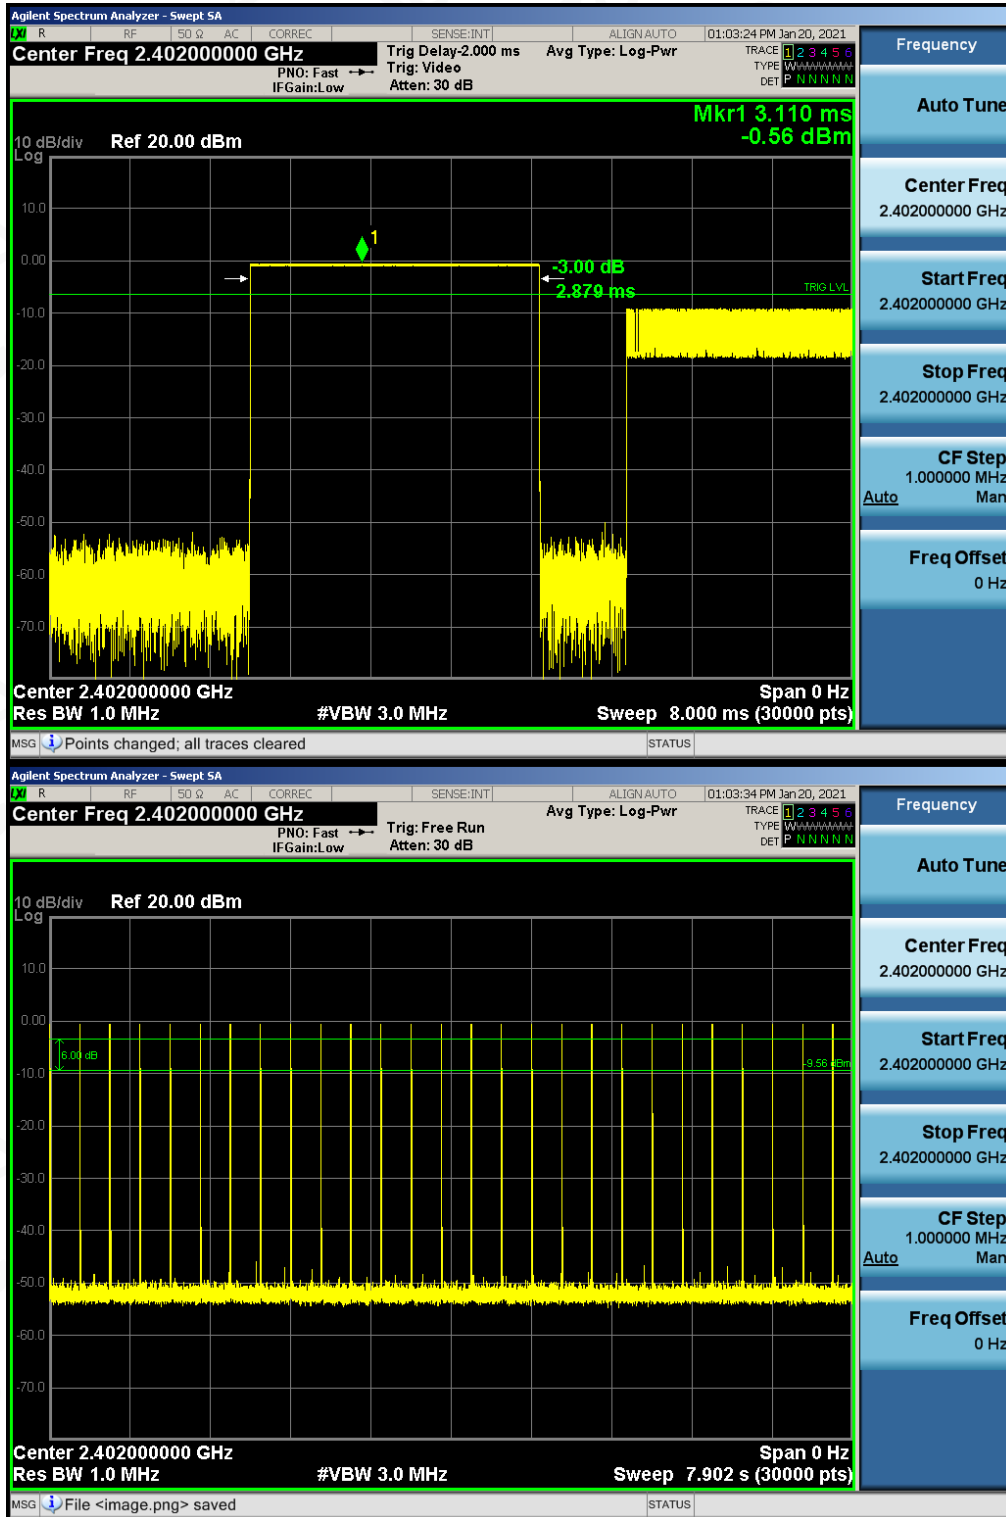 Agilent Spectrum Analyzer - Swept SA
LXI R RF 50 Ω AC CORREC SENSE:INT ALIGN AUTO 01:03:24 PM Jan 20, 2021
Center Freq 2.402000000 GHz
PNO: Fast
IFGain:Low
Trig Delay-2.000 ms
Trig: Video
Atten: 30 dB
Avg Type: Log-Pwr
TRACE 1 2 3 4 5 6
TYPE
DET P N N N N N
Mkr1 3.110 ms
-0.56 dBm
10 dB/div
Log
Ref 20.00 dBm
10.0
1
0.00
-3.00 dB
2.879 ms
TRIG LVL
-10.0
-20.0
-30.0
-40.0
-50.0
-60.0
-70.0
Center 2.402000000 GHz
Span 0 Hz
Res BW 1.0 MHz
#VBW 3.0 MHz
Sweep 8.000 ms (30000 pts)
MSG Points changed; all traces cleared
STATUS
Frequency
Auto Tune
Center Freq
2.402000000 GHz
Start Freq
2.402000000 GHz
Stop Freq
2.402000000 GHz
CF Step
1.000000 MHz
Auto Man
Freq Offset
0 Hz
Agilent Spectrum Analyzer - Swept SA
LXI R RF 50 Ω AC CORREC SENSE:INT ALIGN AUTO 01:03:34 PM Jan 20, 2021
Center Freq 2.402000000 GHz
PNO: Fast
IFGain:Low
Trig: Free Run
Atten: 30 dB
Avg Type: Log-Pwr
TRACE 1 2 3 4 5 6
TYPE
DET P N N N N N
10 dB/div
Log
Ref 20.00 dBm
10.0
0.00
6.00 dB
-9.56 dBm
-10.0
-20.0
-30.0
-40.0
-50.0
-60.0
-70.0
Center 2.402000000 GHz
Span 0 Hz
Res BW 1.0 MHz
#VBW 3.0 MHz
Sweep 7.902 s (30000 pts)
MSG File <image.png> saved
STATUS
Frequency
Auto Tune
Center Freq
2.402000000 GHz
Start Freq
2.402000000 GHz
Stop Freq
2.402000000 GHz
CF Step
1.000000 MHz
Auto Man
Freq Offset
0 Hz